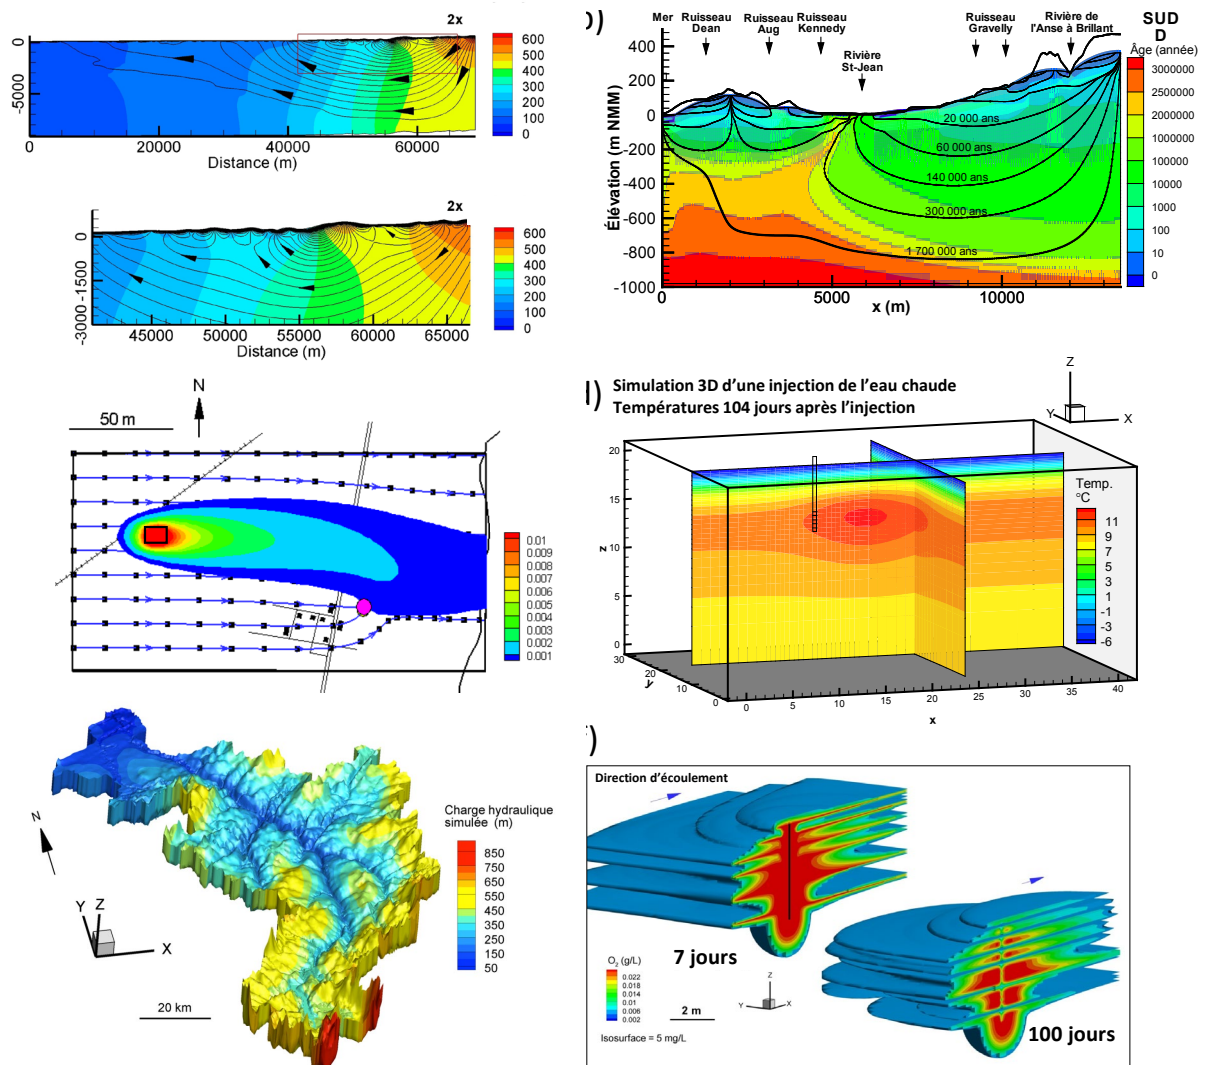 2x
0
-5000
600
500
400
300
200
100
0
0
20000
40000
60000
Distance (m)
2x
0
-1500
-3000
600
500
400
300
200
100
0
45000
50000
55000
60000
65000
Distance (m)
Mer
Ruisseau
Dean
Ruisseau
Aug
Ruisseau
Kennedy
Rivière
St-Jean
Ruisseau
Gravelly
Rivière de
l'Anse à Brillant
SUD
D
Âge (année)
3000000
2500000
2000000
100000
10000
1000
100
10
0
400
200
0
-200
-400
-600
-800
-1000
Élévation (m NMM)
20 000 ans
60 000 ans
140 000 ans
300 000 ans
1 700 000 ans
0
5000
10000
x (m)
N
50 m
0.01
0.009
0.008
0.007
0.006
0.005
0.004
0.003
0.002
0.001
Simulation 3D d'une injection de l'eau chaude
Températures 104 jours après l'injection
Z
Y
X
20
15
10
5
0
z
30
20
10
0
y
0
5
10
15
20
25
30
35
40
x
Temp.
°C
11
9
7
5
3
1
-1
-3
-6
N
Y
Z
X
20 km
Charge hydraulique
simulée (m)
850
750
650
550
450
350
250
150
50
Direction d'écoulement
7 jours
100 jours
O2 (g/L)
0.022
0.018
0.014
0.01
0.006
0.002
Isosurface = 5 mg/L
Z
Y
X
2 m